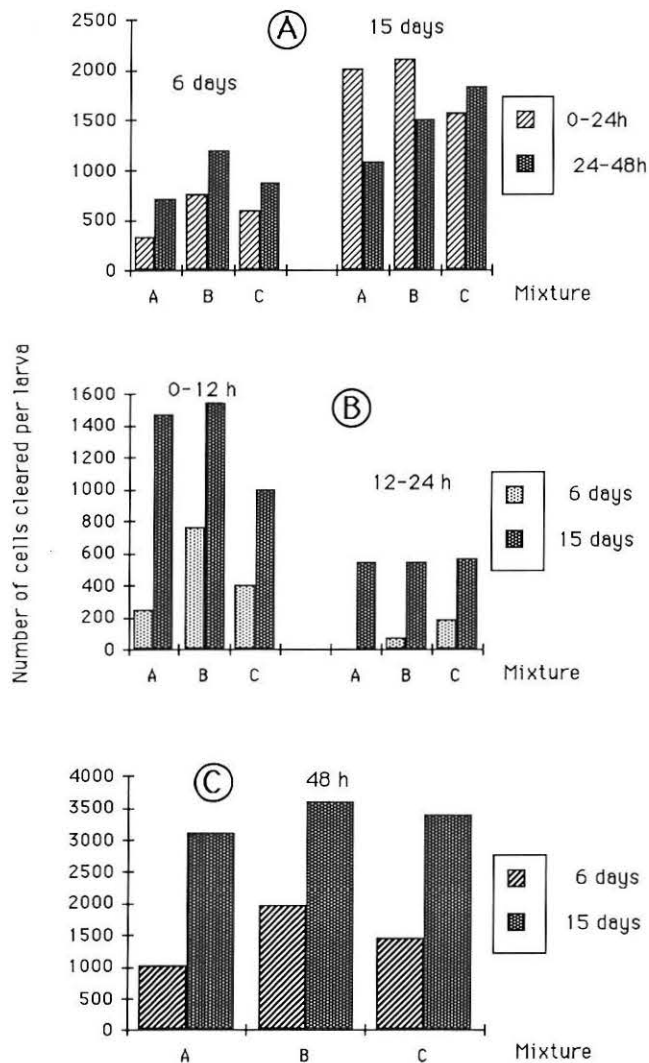 Number of cells cleared per larva
A
2500
2000
1500
1000
500
0
6 days
15 days
0-24h
24-48h
A B C A B C Mixture
B
1600
1400
1200
1000
800
600
400
200
0
0-12 h
12-24 h
6 days
15 days
A B C A B C Mixture
C
4000
3500
3000
2500
2000
1500
1000
500
0
48 h
6 days
15 days
A B C Mixture